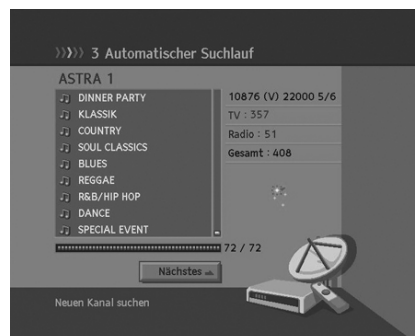 3 Automatischer Suchlauf
ASTRA 1
DINNER PARTY
KLASSIK
COUNTRY
SOUL CLASSICS
BLUES
REGGAE
R&B/HIP HOP
DANCE
SPECIAL EVENT
10876 (V) 22000 5/6
TV : 357
Radio : 51
Gesamt : 408
72 / 72
Nächstes
Neuen Kanal suchen